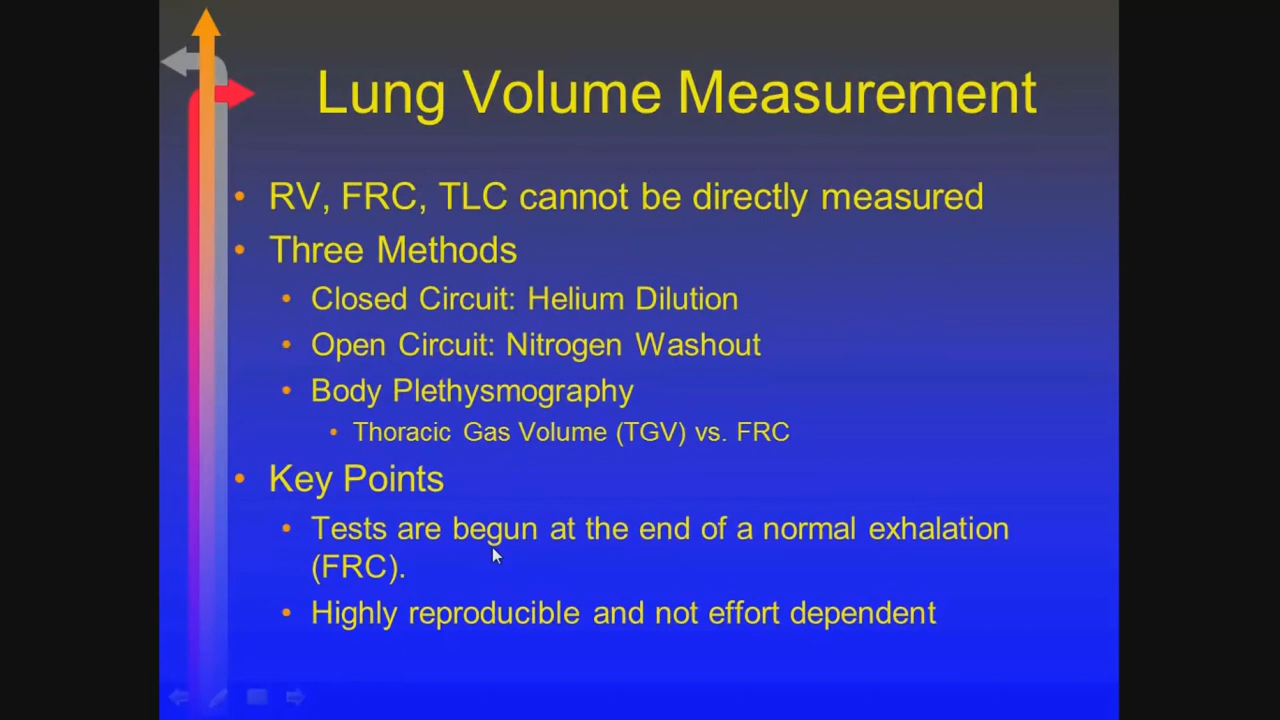 Lung Volume Measurement
• RV, FRC, TLC cannot be directly measured
• Three Methods
• Closed Circuit: Helium Dilution
• Open Circuit: Nitrogen Washout
• Body Plethysmography
• Thoracic Gas Volume (TGV) vs. FRC
• Key Points
• Tests are begun at the end of a normal exhalation
(FRC).
• Highly reproducible and not effort dependent